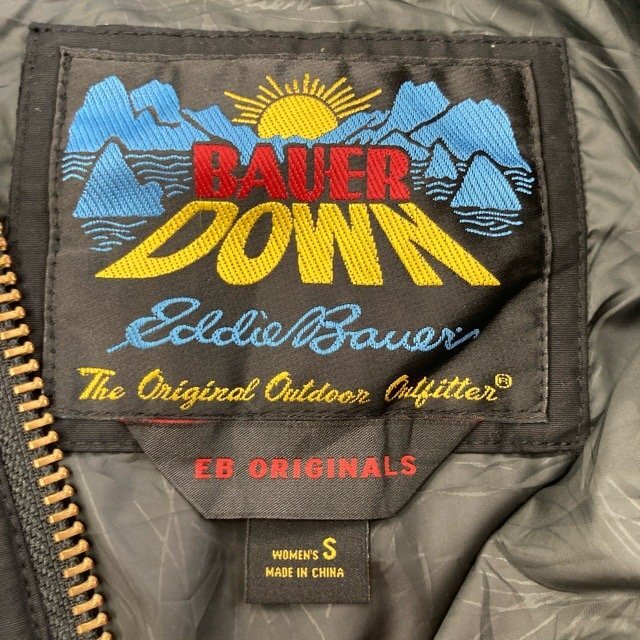 BAUER
DOWN
Eddie Bauer
The Original Outdoor Outfitter®
EB ORIGINALS
WOMEN'S S
MADE IN CHINA